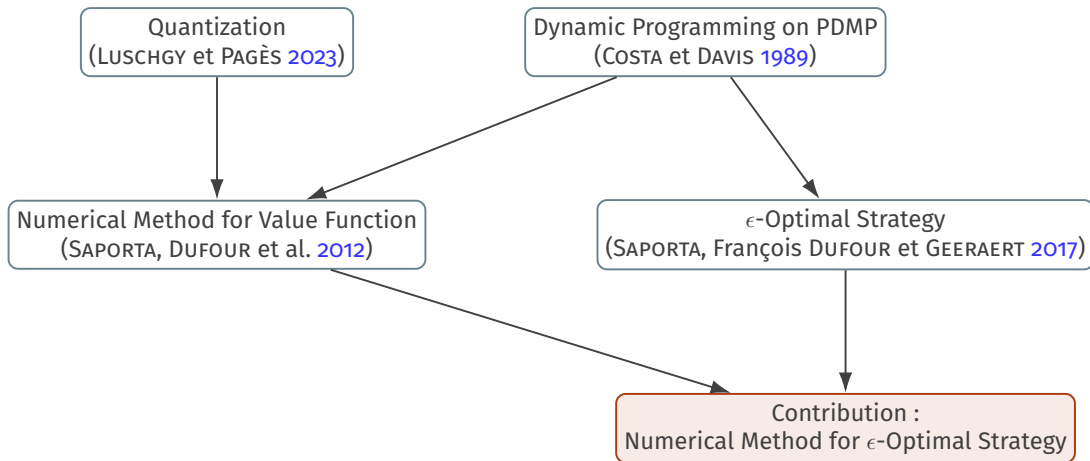 Quantization
(LUSCHGY et PAGÈS 2023)
Dynamic Programming on PDMP
(COSTA et DAVIS 1989)
Numerical Method for Value Function
(SAPORTA, DUFOUR et al. 2012)
ϵ-Optimal Strategy
(SAPORTA, François DUFOUR et GEERAERT 2017)
Contribution :
Numerical Method for ϵ-Optimal Strategy